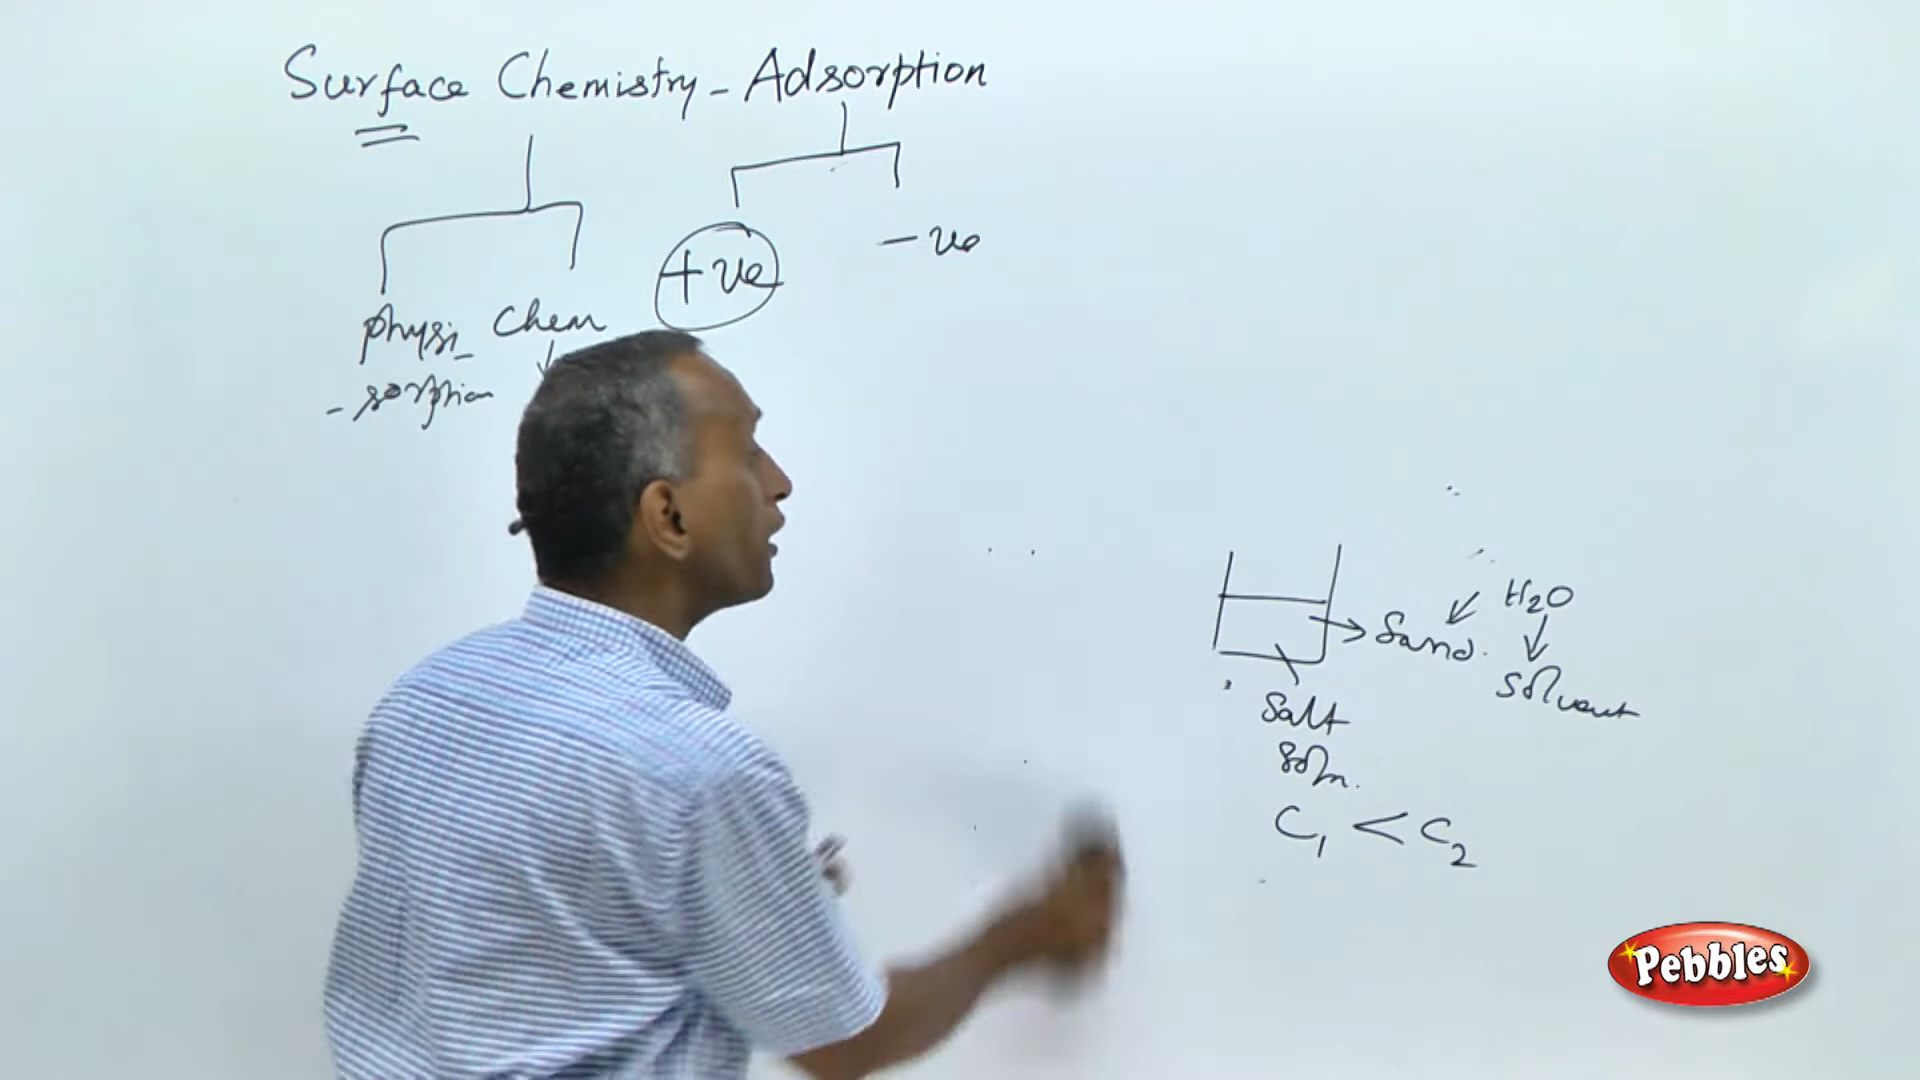 Surface Chemistry - Adsorption
+ve
- ve
physi- Chem
- sorption
H2O
Sand.
solvent
Salt
soln.
C1 < C2
Pebbles